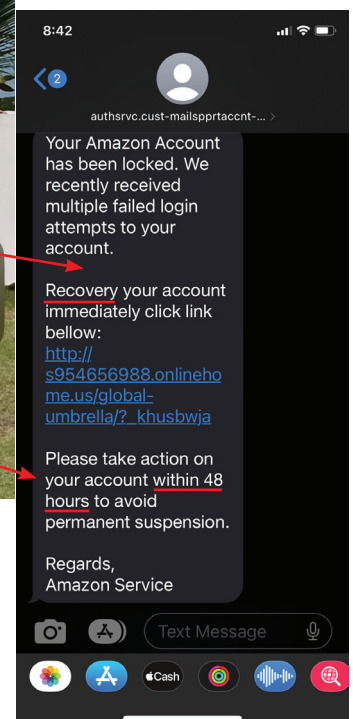 8:42
2
authsrvc.cust-mailspprtaccnt-... >
Your Amazon Account
has been locked. We
recently received
multiple failed login
attempts to your
account.
Recovery your account
immediately click link
bellow:
http://
s954656988.onlineho
me.us/global-
umbrella/?_khusbwja
Please take action on
your account within 48
hours to avoid
permanent suspension.
Regards,
Amazon Service
Text Message
Cash